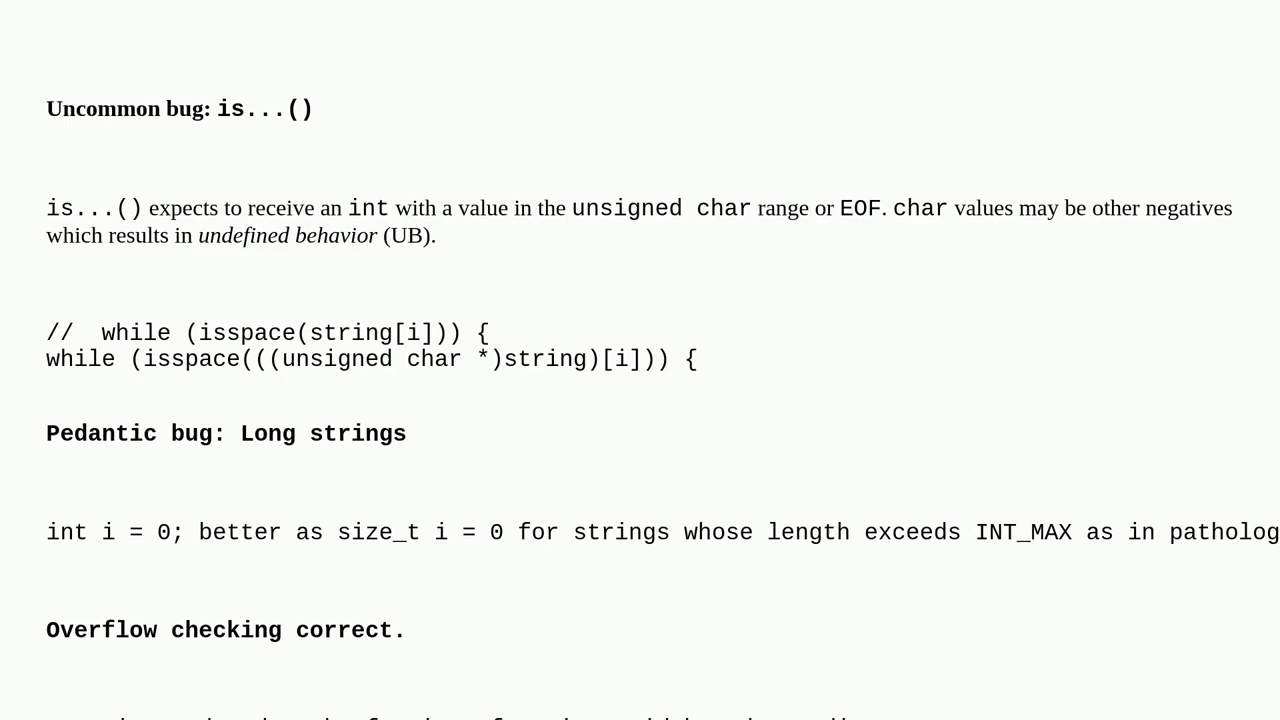 Uncommon bug: is...()
is...() expects to receive an int with a value in the unsigned char range or EOF. char values may be other negatives
which results in undefined behavior (UB).
//  while (isspace(string[i])) {
while (isspace(((unsigned char *)string)[i])) {
Pedantic bug: Long strings
int i = 0; better as size_t i = 0 for strings whose length exceeds INT_MAX as in patholog
Overflow checking correct.